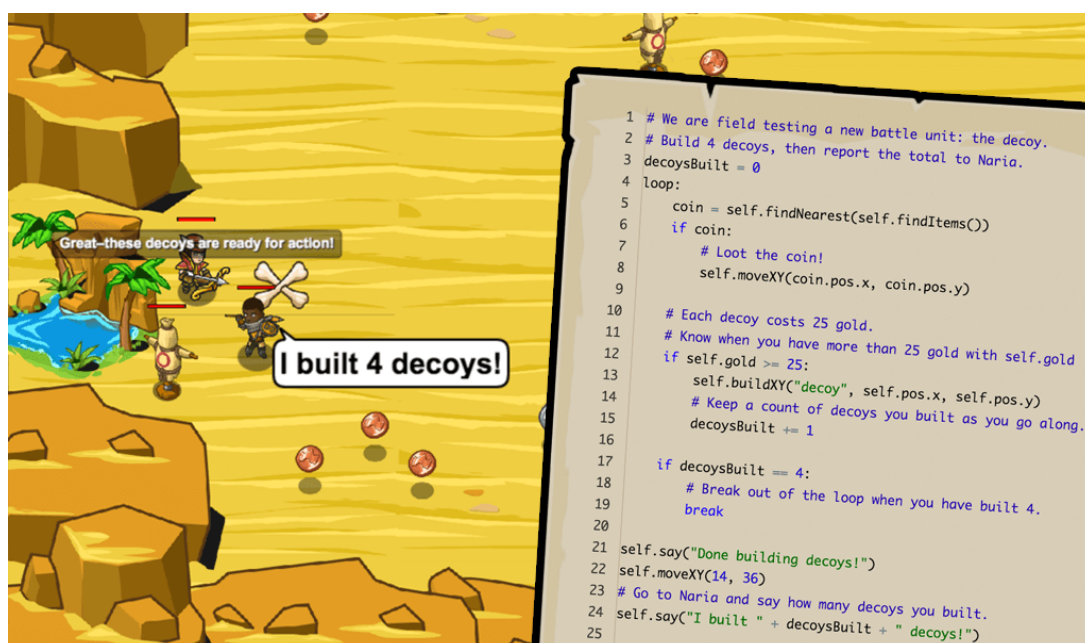 Great–these decoys are ready for action!
I built 4 decoys!
1 # We are field testing a new battle unit: the decoy.
2 # Build 4 decoys, then report the total to Naria.
3 decoysBuilt = 0
4 loop:
5     coin = self.findNearest(self.findItems())
6     if coin:
7         # Loot the coin!
8         self.moveXY(coin.pos.x, coin.pos.y)
9
10     # Each decoy costs 25 gold.
11     # Know when you have more than 25 gold with self.gold
12     if self.gold >= 25:
13         self.buildXY("decoy", self.pos.x, self.pos.y)
14         # Keep a count of decoys you built as you go along.
15         decoysBuilt += 1
16
17     if decoysBuilt == 4:
18         # Break out of the loop when you have built 4.
19         break
20
21 self.say("Done building decoys!")
22 self.moveXY(14, 36)
23 # Go to Naria and say how many decoys you built.
24 self.say("I built " + decoysBuilt + " decoys!")
25